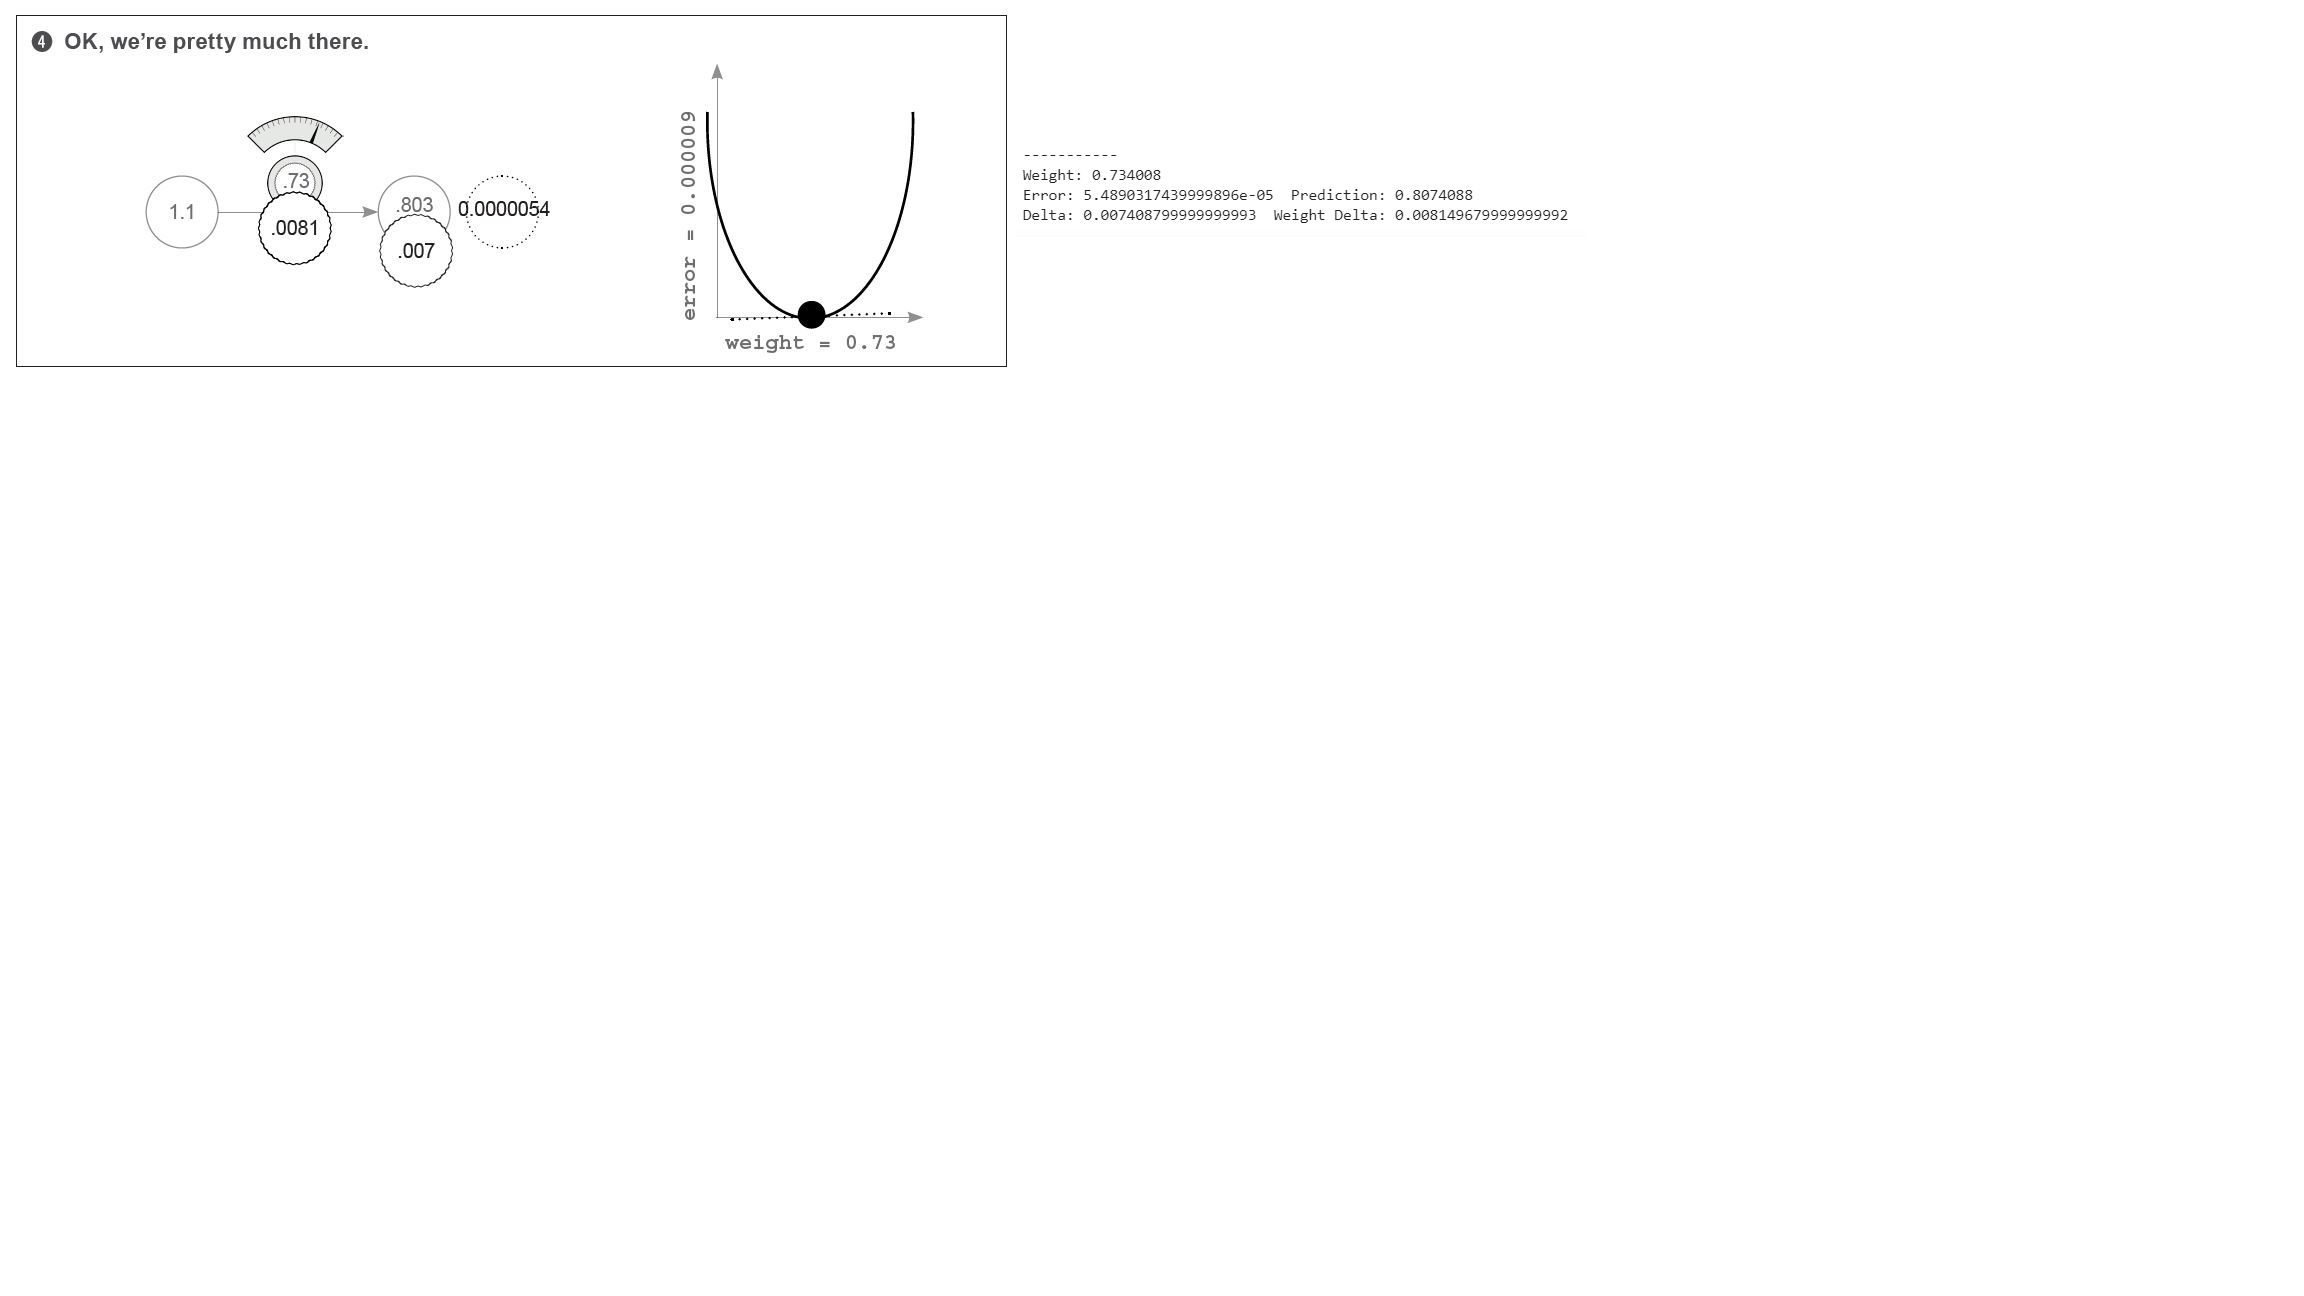 4 OK, we’re pretty much there.
1.1
.73
.0081
.803
.007
0.0000054
error = 0.000009
weight = 0.73
-----------
Weight: 0.734008
Error: 5.4890317439999896e-05  Prediction: 0.8074088
Delta: 0.007408799999999993  Weight Delta: 0.008149679999999992